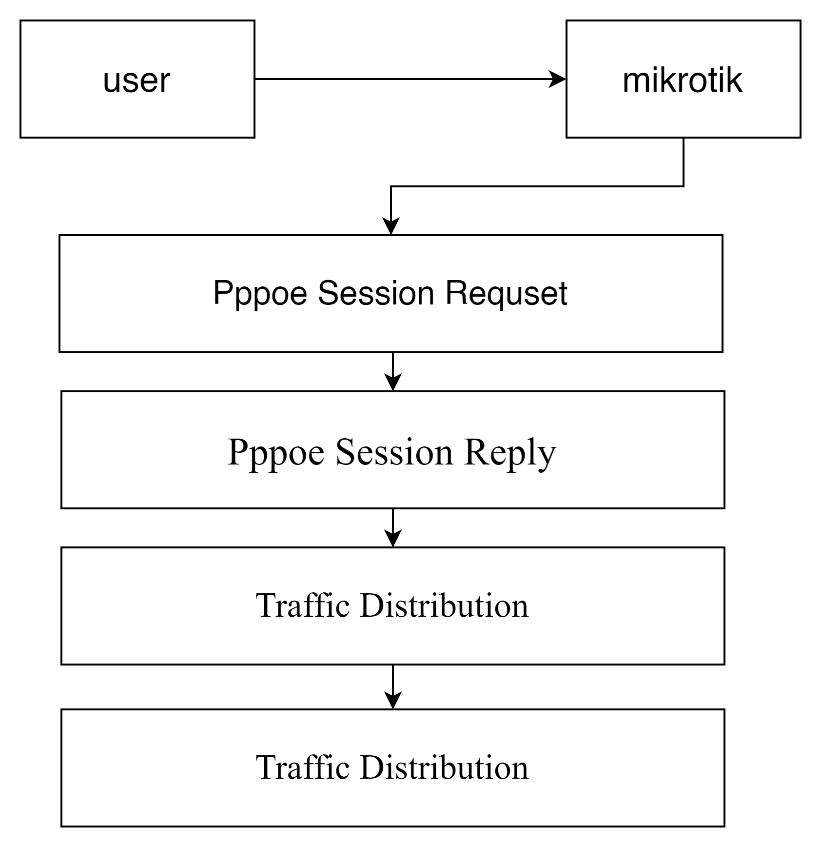 user
mikrotik
Pppoe Session Requset
Pppoe Session Reply
Traffic Distribution
Traffic Distribution